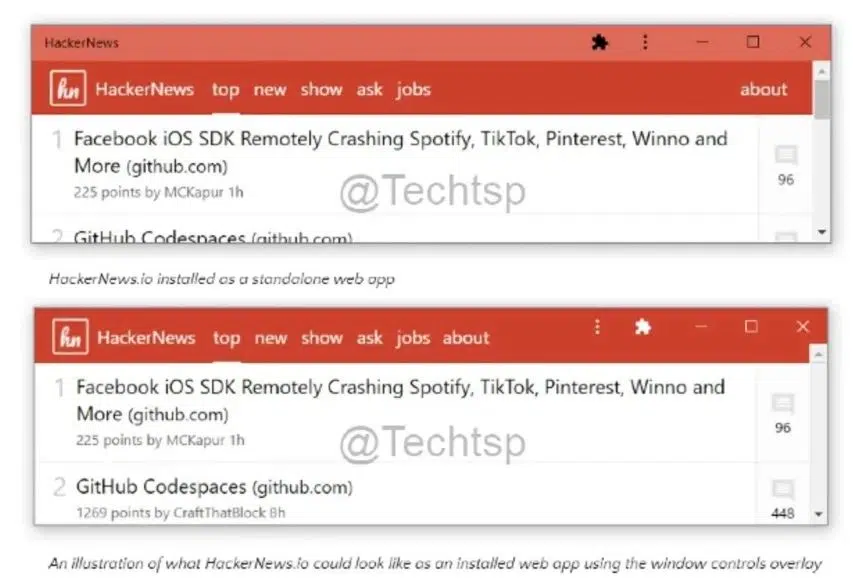 HackerNews
hn HackerNews top new show ask jobs about
1 Facebook iOS SDK Remotely Crashing Spotify, TikTok, Pinterest, Winno and
More (github.com)
96
225 points by MCKapur 1h
@Techtsp
2 GitHub Codespaces (github.com)
HackerNews.io installed as a standalone web app
hn HackerNews top new show ask jobs about
1 Facebook iOS SDK Remotely Crashing Spotify, TikTok, Pinterest, Winno and
More (github.com)
96
225 points by MCKapur 1h
@Techtsp
2 GitHub Codespaces (github.com)
1269 points by CraftThatBlock 8h
448
An illustration of what HackerNews.io could look like as an installed web app using the window controls overlay